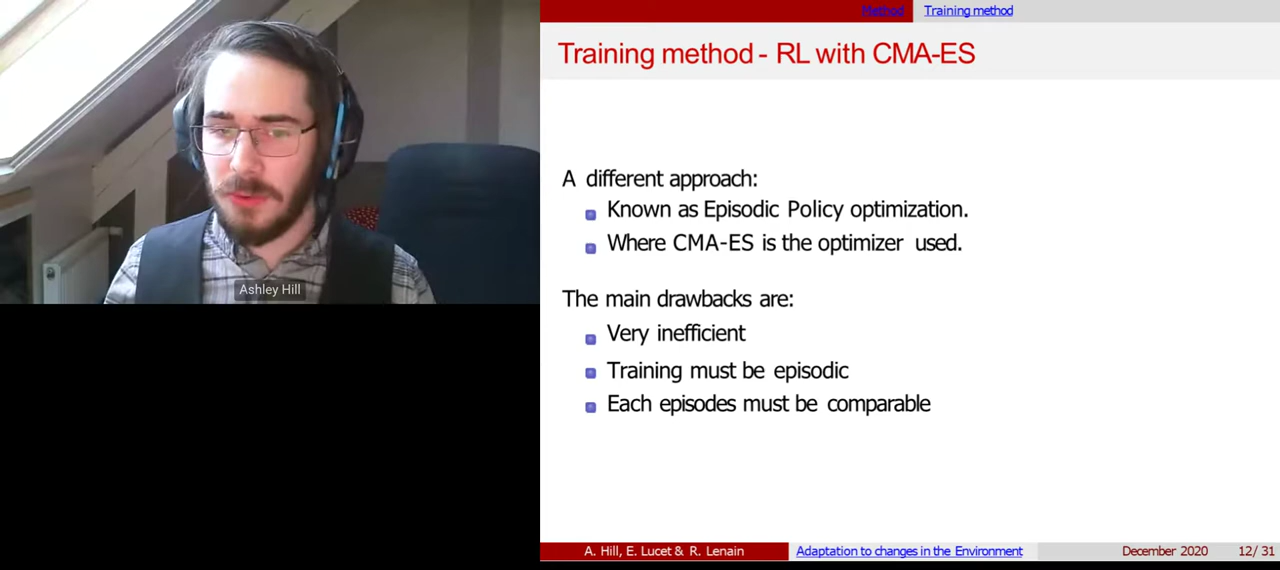 Method Training method
Training method - RL with CMA-ES
A different approach:
Known as Episodic Policy optimization.
Where CMA-ES is the optimizer used.
The main drawbacks are:
Very inefficient
Training must be episodic
Each episodes must be comparable
Ashley Hill
A. Hill, E. Lucet & R. Lenain Adaptation to changes in the Environment December 2020 12/ 31